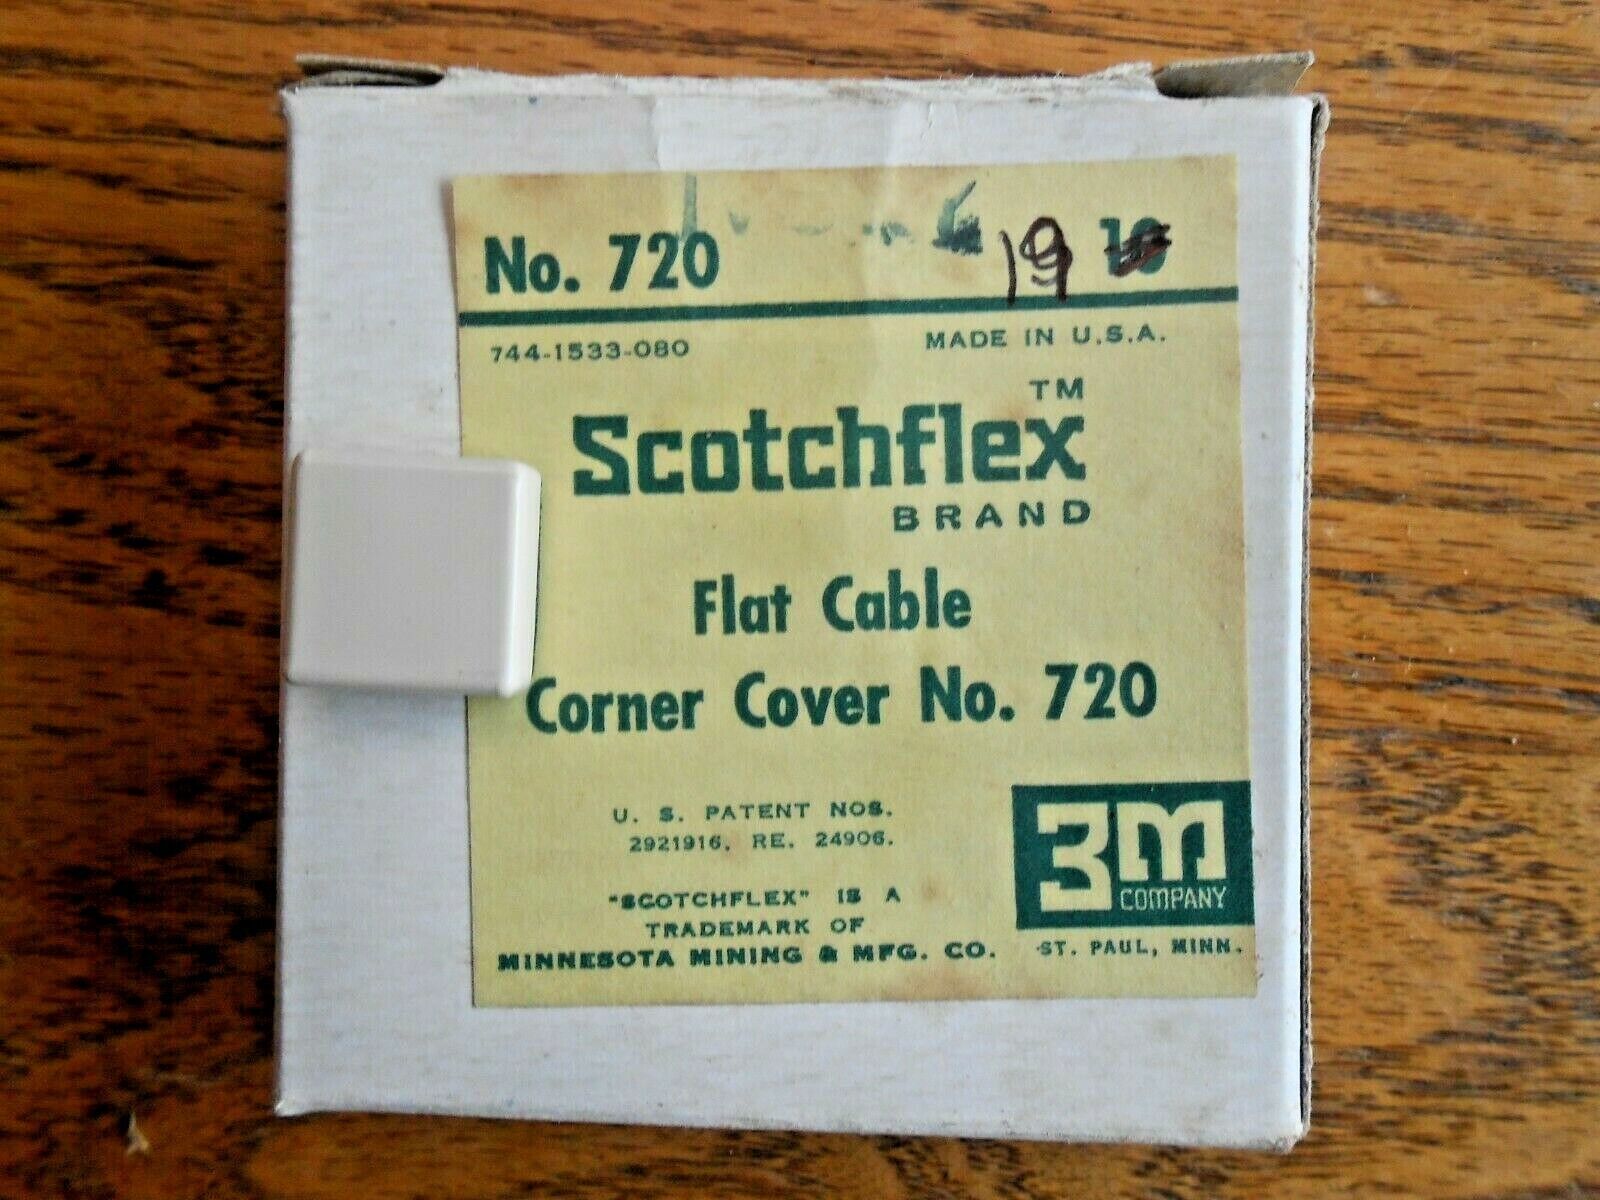 No. 720 19 10
744-1533-080 MADE IN U.S.A.
Scotchflex TM
BRAND
Flat Cable
Corner Cover No. 720
U. S. PATENT NOS.
2921916, RE. 24906.
"SCOTCHFLEX" IS A
TRADEMARK OF
MINNESOTA MINING & MFG. CO.
3M
COMPANY
ST. PAUL, MINN.